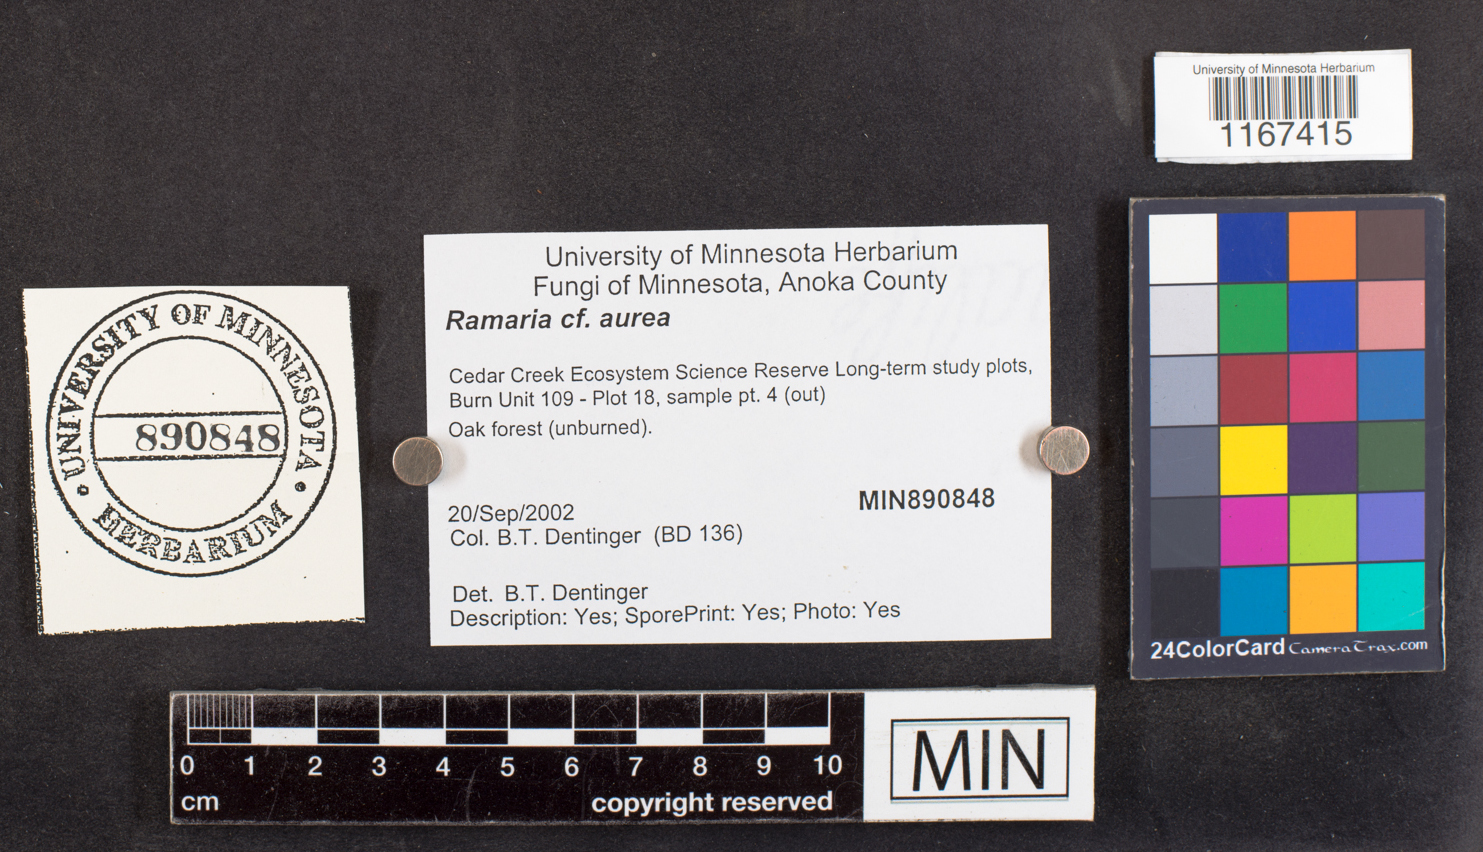 University of Minnesota Herbarium
1167415
University of Minnesota Herbarium
Fungi of Minnesota, Anoka County
Ramaria cf. aurea
Cedar Creek Ecosystem Science Reserve Long-term study plots,
Burn Unit 109 - Plot 18, sample pt. 4 (out)
Oak forest (unburned).
MIN890848
20/Sep/2002
Col. B.T. Dentinger (BD 136)
Det. B.T. Dentinger
Description: Yes; SporePrint: Yes; Photo: Yes
UNIVERSITY OF MINNESOTA
890848
HERBARIUM
24ColorCard CameraTrax.com
0 1 2 3 4 5 6 7 8 9 10
cm copyright reserved
MIN